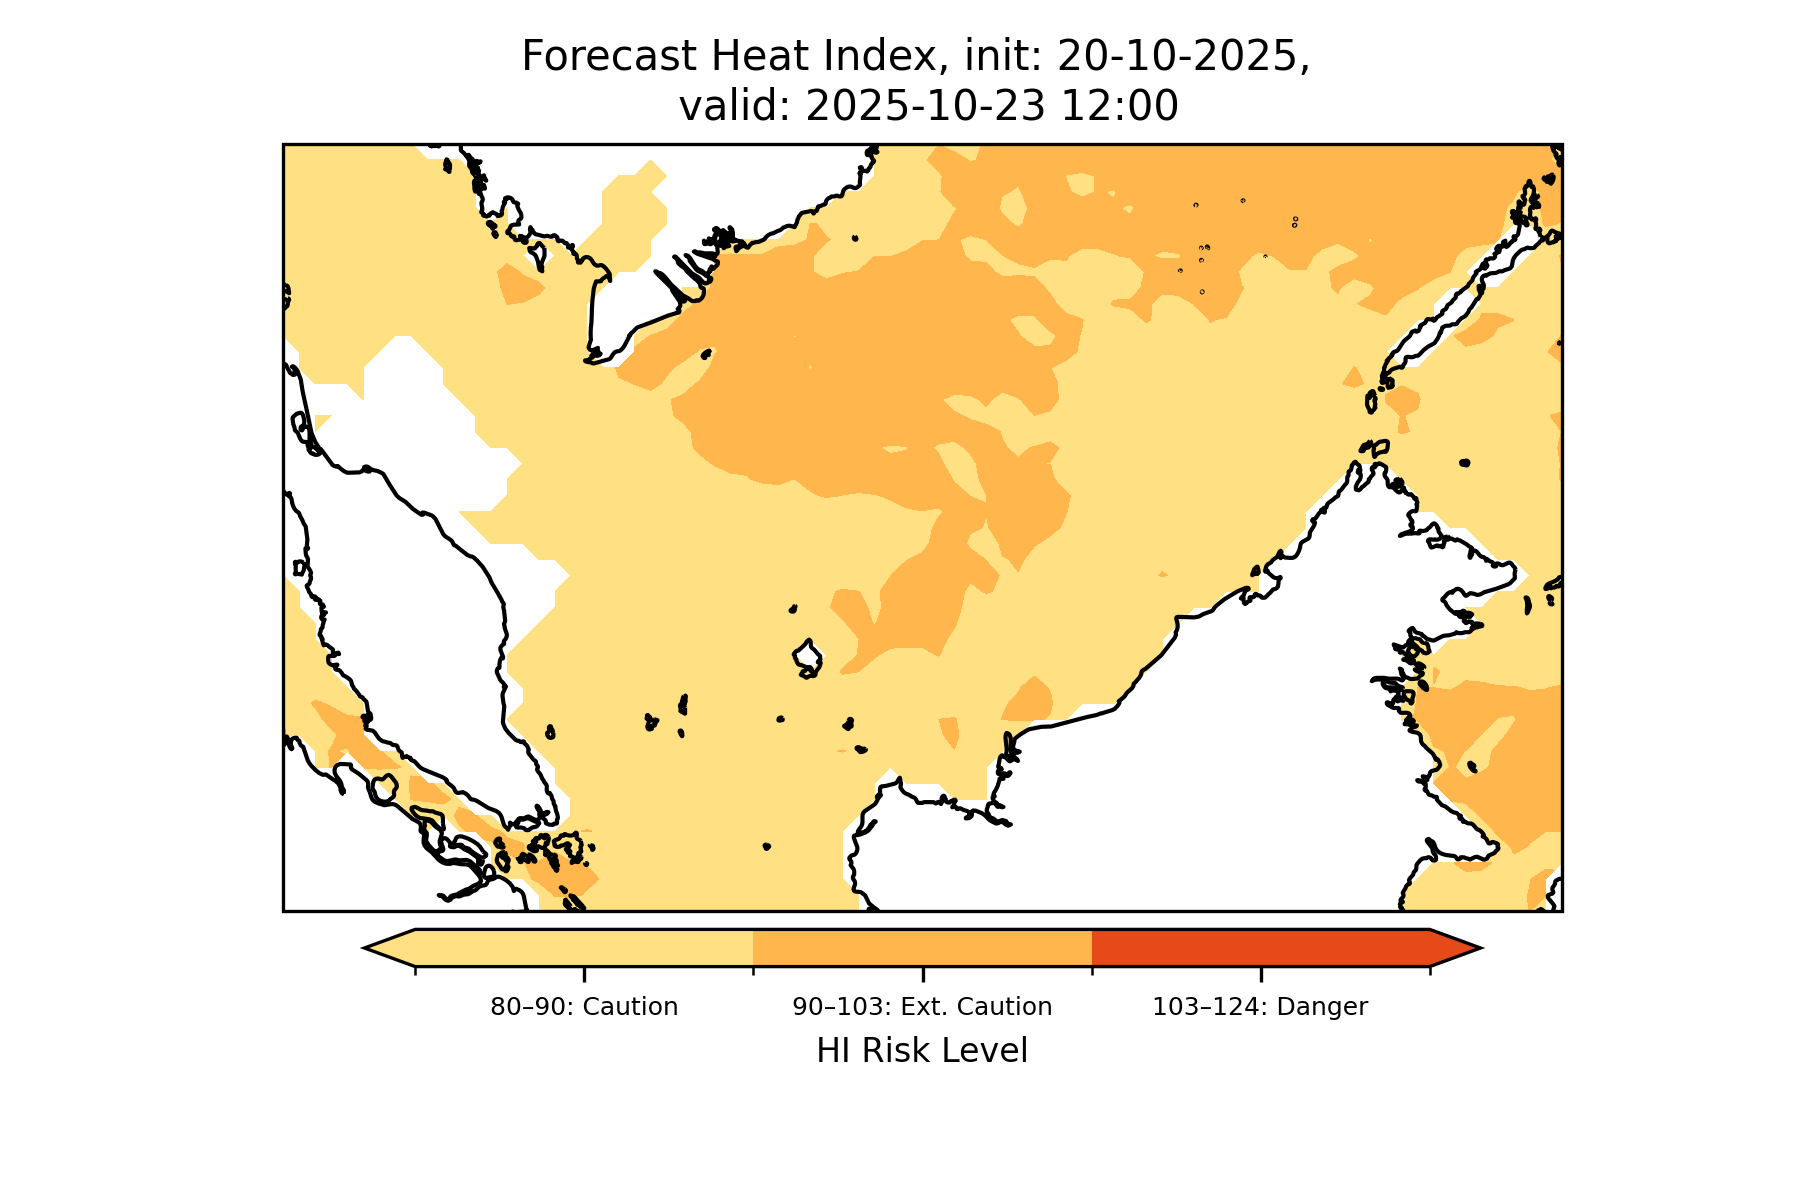 Forecast Heat Index, init: 20-10-2025,
valid: 2025-10-23 12:00
80–90: Caution
90–103: Ext. Caution
103–124: Danger
HI Risk Level